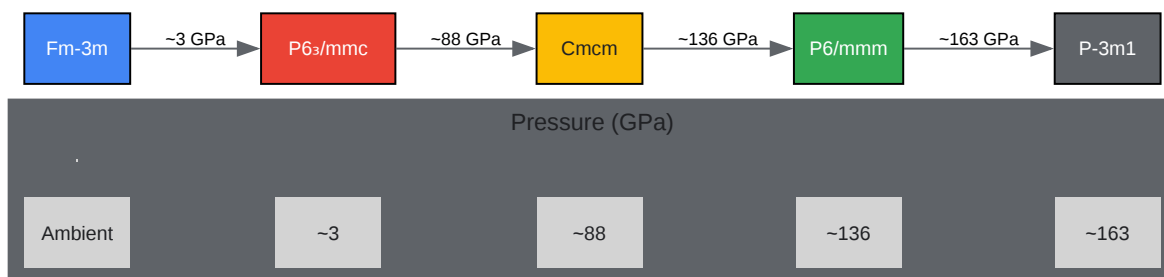 Fm-3m ~3 GPa P6₃/mmc ~88 GPa Cmcm ~136 GPa P6/mmm ~163 GPa P-3m1
Pressure (GPa)
Ambient ~3 ~88 ~136 ~163